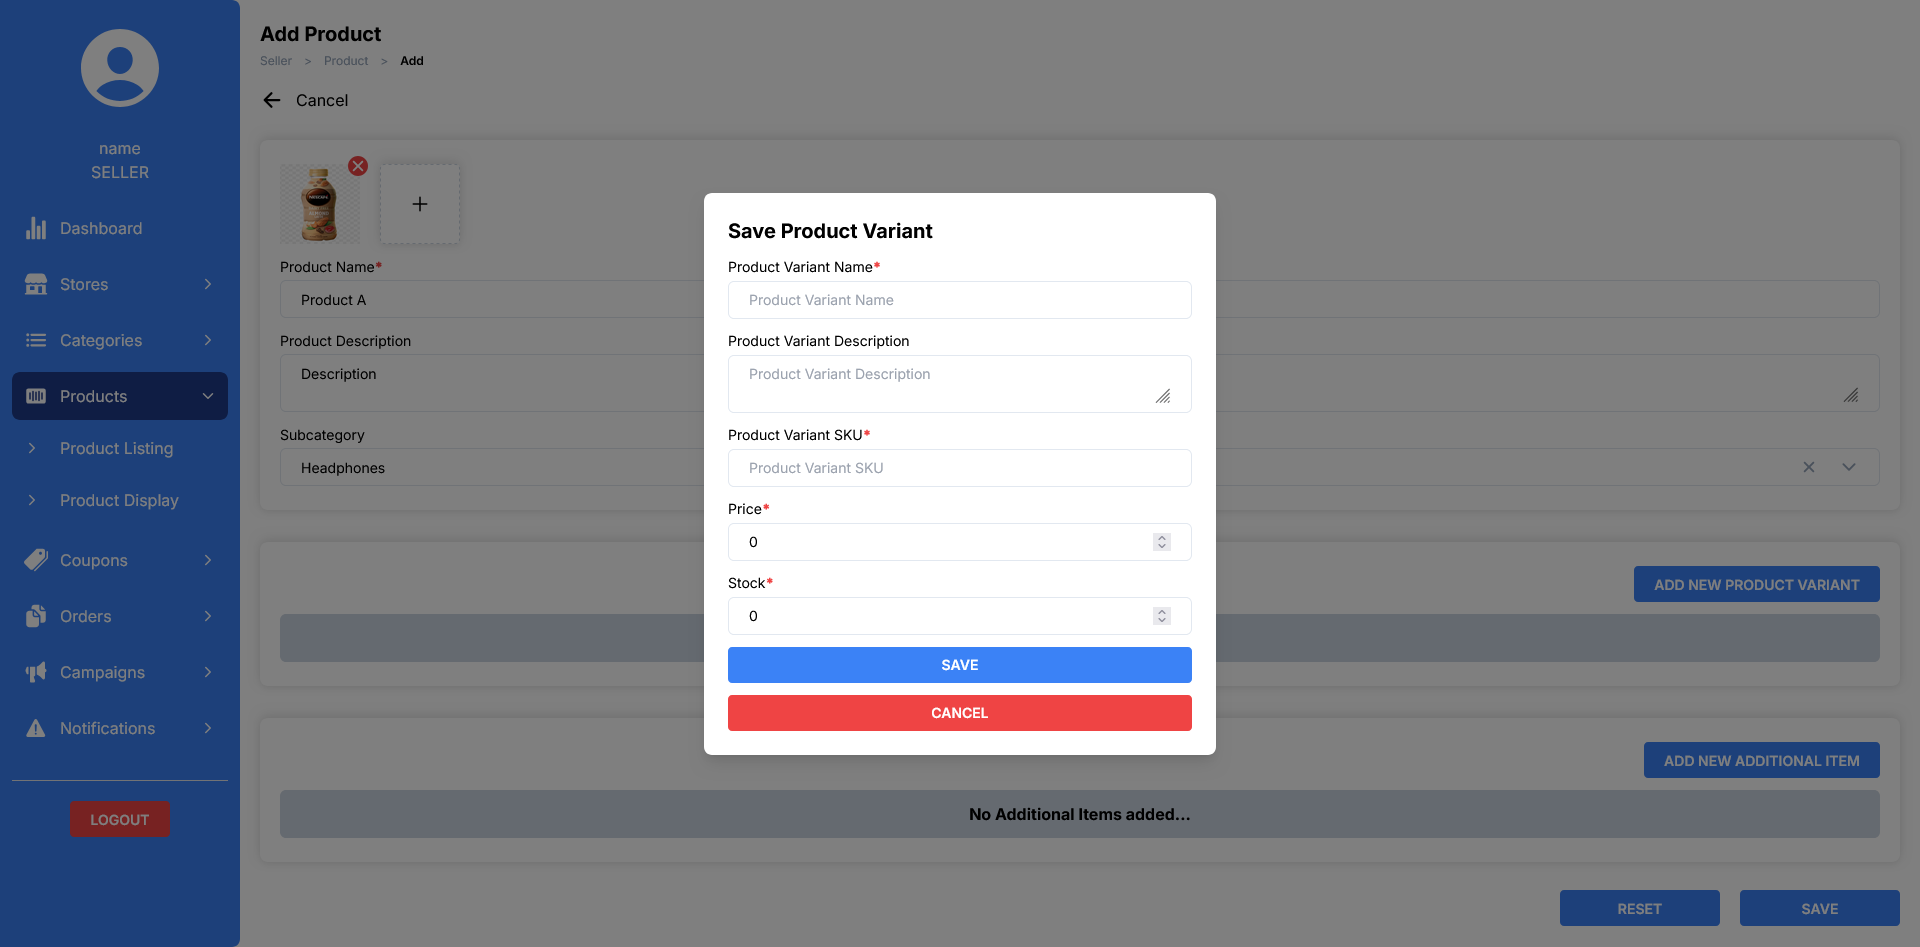 name
SELLER
Dashboard
Stores
Categories
Products
Product Listing
Product Display
Coupons
Orders
Campaigns
Notifications
LOGOUT
Add Product
Seller > Product > Add
Cancel
Product Name*
Product A
Product Description
Description
Subcategory
Headphones
ADD NEW PRODUCT VARIANT
ADD NEW ADDITIONAL ITEM
No Additional Items added...
RESET
SAVE
Save Product Variant
Product Variant Name*
Product Variant Name
Product Variant Description
Product Variant Description
Product Variant SKU*
Product Variant SKU
Price*
0
Stock*
0
SAVE
CANCEL